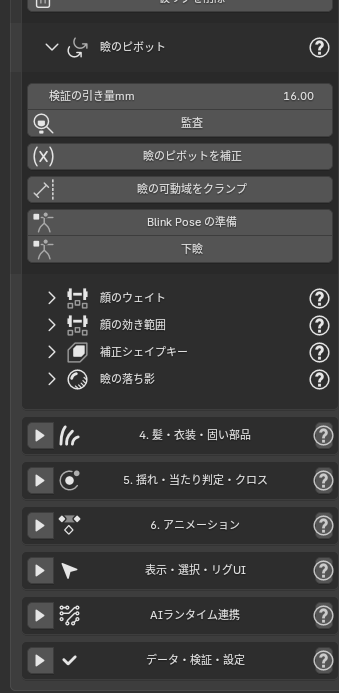 瞼のピボット
検証の引き量mm 16.00
監査
瞼のピボットを補正
瞼の可動域をクランプ
Blink Pose の準備
下瞼
顔のウェイト
顔の効き範囲
補正シェイプキー
瞼の落ち影
4. 髪・衣装・固い部品
5. 揺れ・当たり判定・クロス
6. アニメーション
表示・選択・リグUI
AIランタイム連携
データ・検証・設定